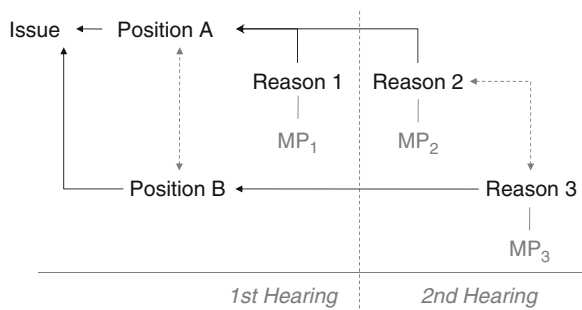 Issue
Position A
Reason 1
Reason 2
MP₁
MP₂
Position B
Reason 3
MP₃
1st Hearing
2nd Hearing